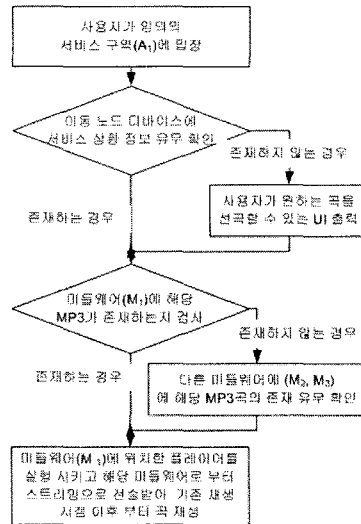 사용자가 임의의
서비스 구역(A₁)에 입장
이동 노드 디바이스에
서비스 상황 정보 유무 확인
존재하지 않는 경우
존재하는 경우
사용자가 원하는 곡을
선곡할 수 있는 UI 출력
미들웨어(M₁)에 해당
MP3가 존재하는지 검사
존재하지 않는 경우
존재하는 경우
다른 미들웨어에 (M₂, M₃)
에 해당 MP3곡의 존재 유무 확인
미들웨어(M₁)에 위치한 플레이어를
실행 시키고 해당 미들웨어로 부터
스트리밍으로 전송받아, 기존 재생
시점 이후 부터 곡 재생